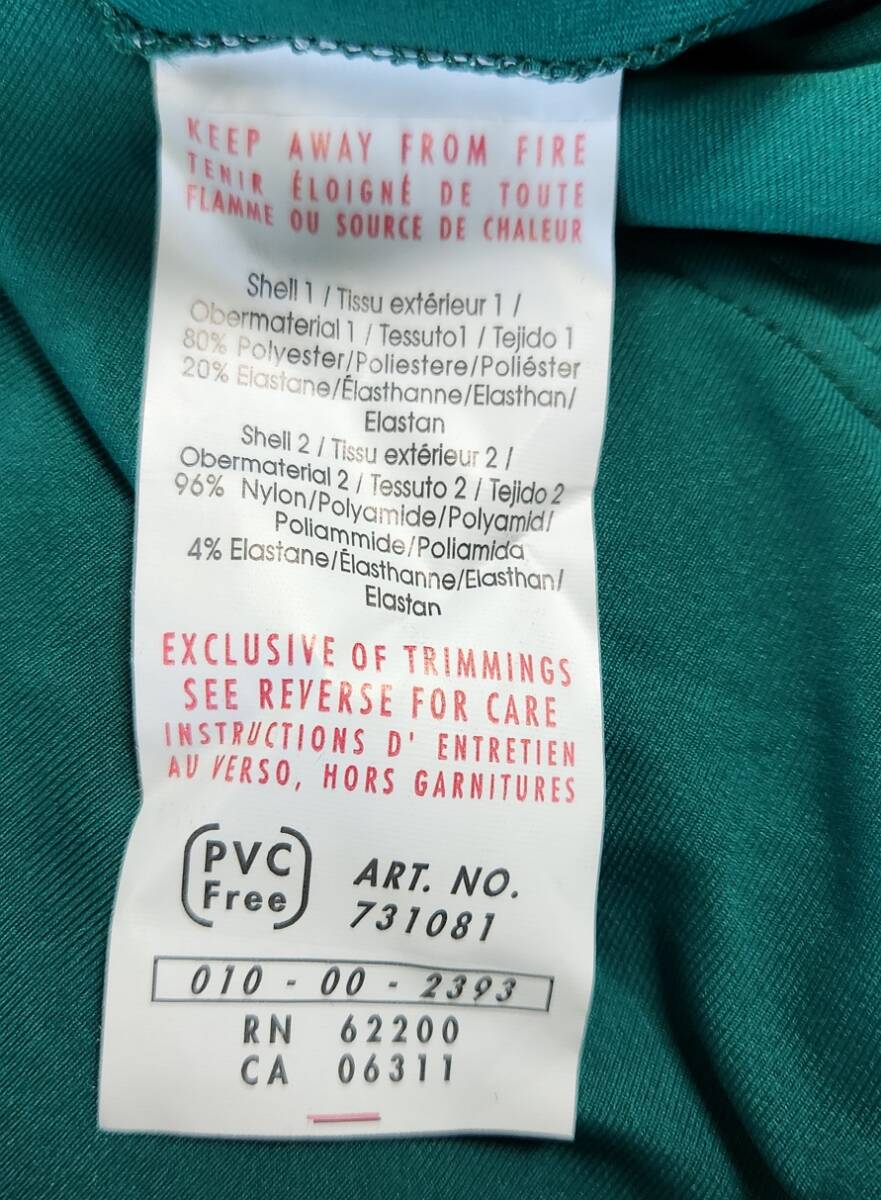 KEEP AWAY FROM FIRE
TENIR ÉLOIGNÉ DE TOUTE
FLAMME OU SOURCE DE CHALEUR
Shell 1 / Tissu extérieur 1 /
Obermaterial 1 / Tessuto1 / Tejido 1
80% Polyester/Poliestere/Poliéster
20% Elastane/Élasthanne/Elasthan/
Elastan
Shell 2 / Tissu extérieur 2 /
Obermaterial 2 / Tessuto 2 / Tejido 2
96% Nylon/Polyamide/Polyamid/
Poliammide/Poliamida
4% Elastane/Élasthanne/Elasthan/
Elastan
EXCLUSIVE OF TRIMMINGS
SEE REVERSE FOR CARE
INSTRUCTIONS D' ENTRETIEN
AU VERSO, HORS GARNITURES
PVC
Free
ART. NO.
731081
010 - 00 - 2393
RN 62200
CA 06311